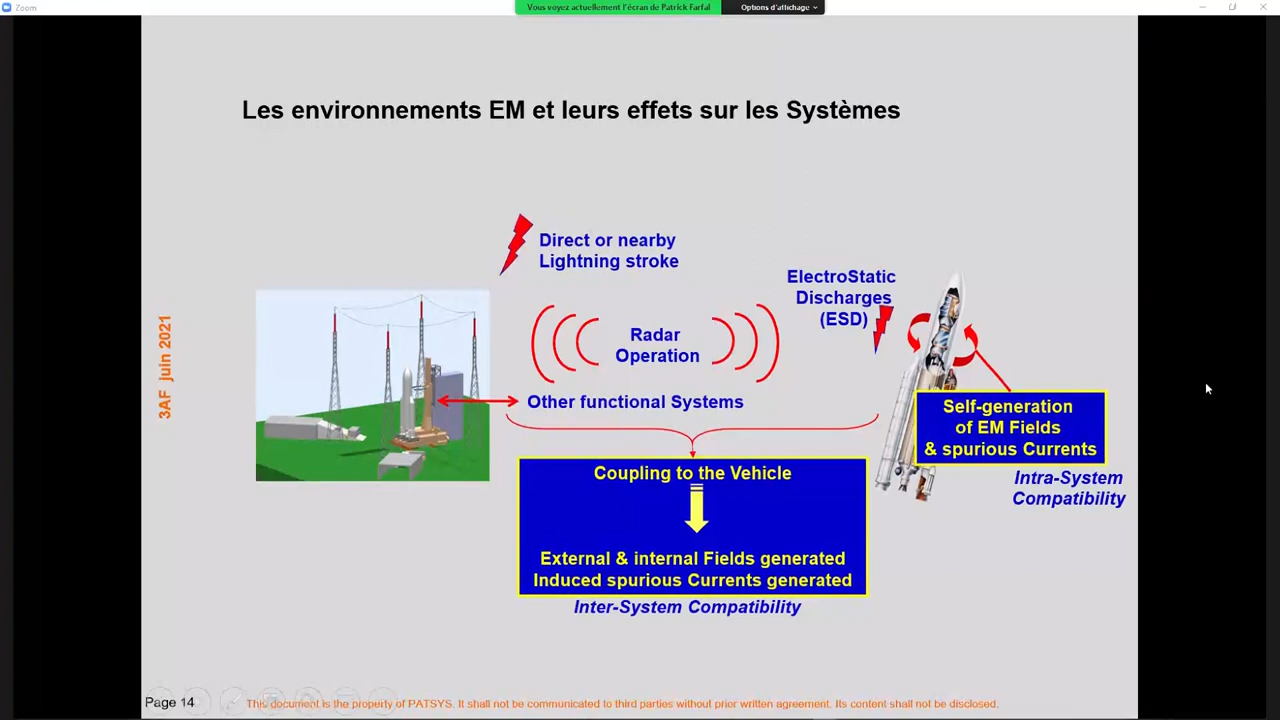 Zoom
Vous voyez actuellement l'écran de Patrick Farfal
Options d'affichage
Les environnements EM et leurs effets sur les Systèmes
Direct or nearby
Lightning stroke
ElectroStatic
Discharges
(ESD)
Radar
Operation
Other functional Systems
3AF juin 2021
Self-generation
of EM Fields
& spurious Currents
Intra-System
Compatibility
Coupling to the Vehicle
External & internal Fields generated
Induced spurious Currents generated
Inter-System Compatibility
Page 14
This document is the property of PATSYS. It shall not be communicated to third parties without prior written agreement. Its content shall not be disclosed.